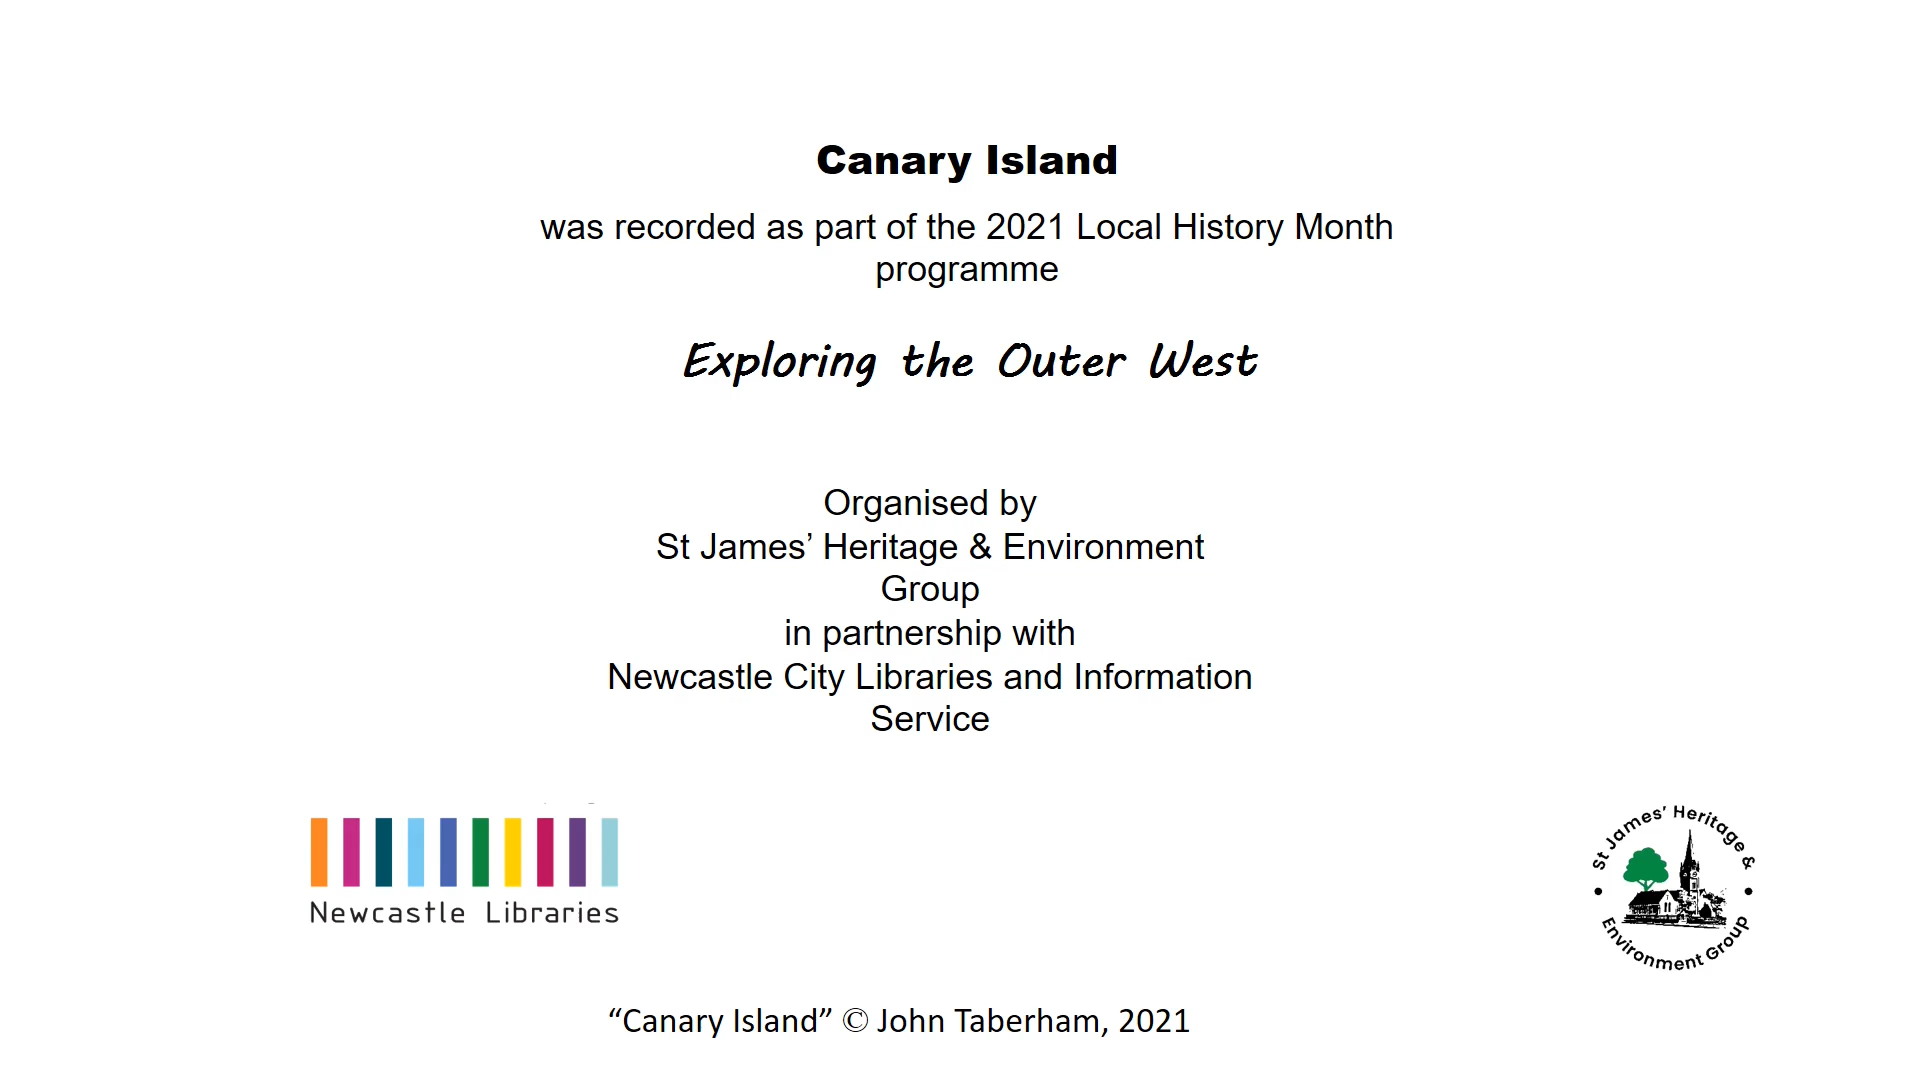 Canary Island
was recorded as part of the 2021 Local History Month
programme
Exploring the Outer West
Organised by
St James’ Heritage & Environment
Group
in partnership with
Newcastle City Libraries and Information
Service
Newcastle Libraries
St James’ Heritage &
Environment Group
“Canary Island” © John Taberham, 2021